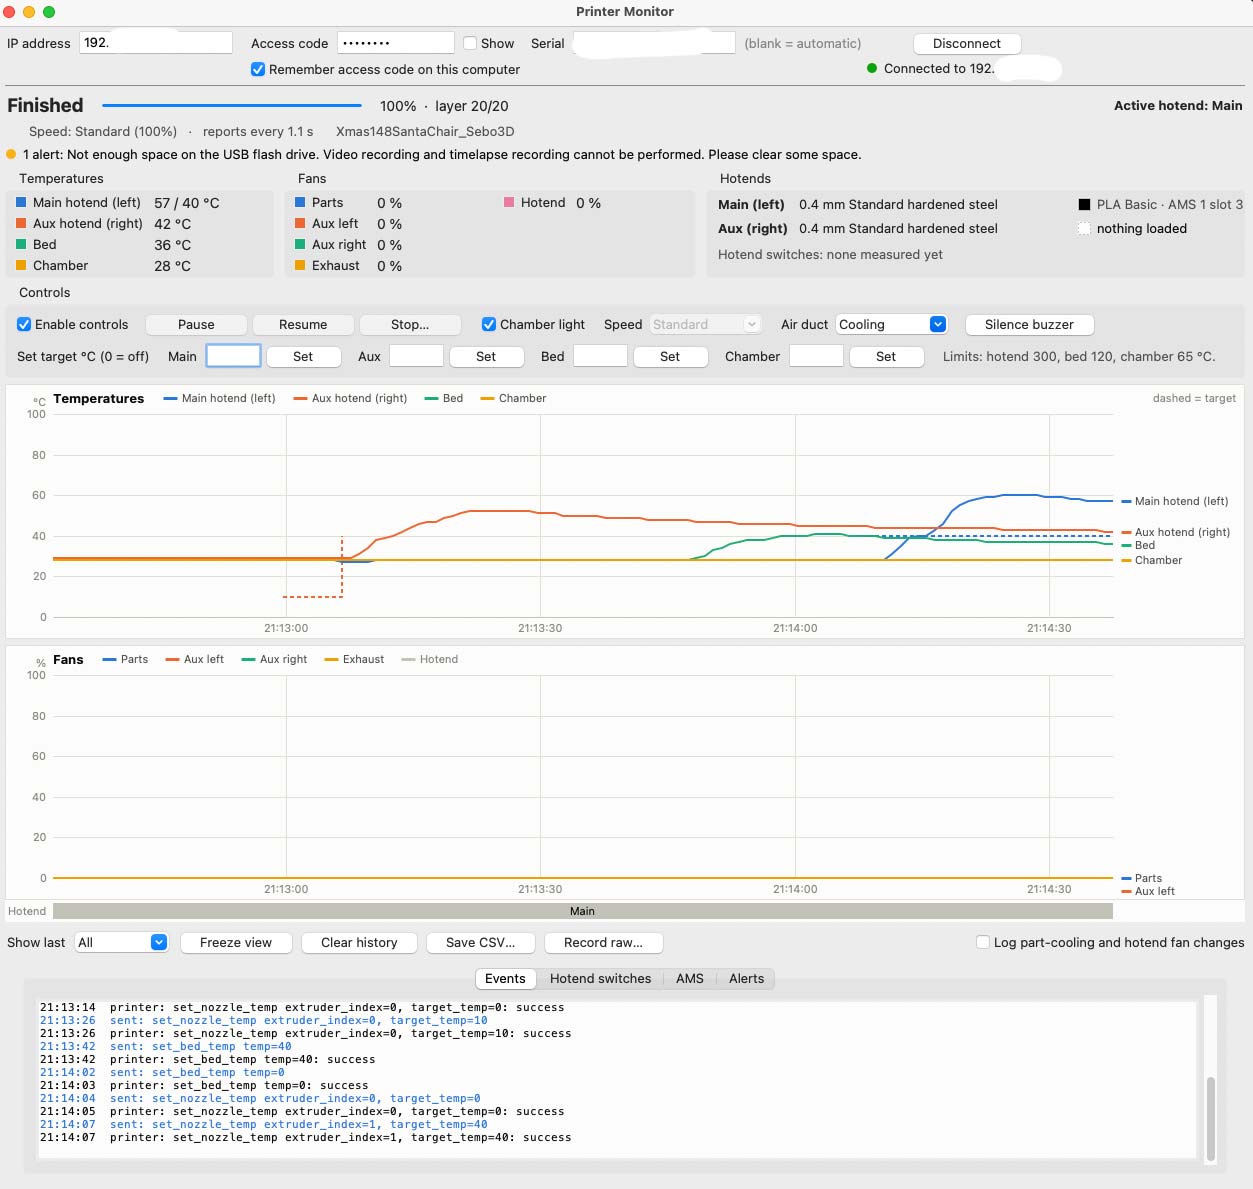 Printer Monitor
IP address 192. Access code •••••••• Show Serial (blank = automatic) Disconnect
Remember access code on this computer Connected to 192.
Finished 100% · layer 20/20 Active hotend: Main
Speed: Standard (100%) · reports every 1.1 s Xmas148SantaChair_Sebo3D
1 alert: Not enough space on the USB flash drive. Video recording and timelapse recording cannot be performed. Please clear some space.
Temperatures Fans Hotends
Main hotend (left) 57 / 40 °C Parts 0 % Hotend 0 % Main (left) 0.4 mm Standard hardened steel PLA Basic · AMS 1 slot 3
Aux hotend (right) 42 °C Aux left 0 % Aux (right) 0.4 mm Standard hardened steel nothing loaded
Bed 36 °C Aux right 0 % Hotend switches: none measured yet
Chamber 28 °C Exhaust 0 %
Controls
Enable controls Pause Resume Stop... Chamber light Speed Standard Air duct Cooling Silence buzzer
Set target °C (0 = off) Main Set Aux Set Bed Set Chamber Set Limits: hotend 300, bed 120, chamber 65 °C.
°C Temperatures Main hotend (left) Aux hotend (right) Bed Chamber dashed = target
100
80
60
Main hotend (left)
40 Aux hotend (right)
Bed
Chamber
20
0
21:13:00 21:13:30 21:14:00 21:14:30
% Fans Parts Aux left Aux right Exhaust Hotend
100
80
60
40
20
0 Parts
21:13:00 21:13:30 21:14:00 21:14:30 Aux left
Hotend Main
Show last All Freeze view Clear history Save CSV... Record raw... Log part-cooling and hotend fan changes
Events Hotend switches AMS Alerts
21:13:14 printer: set_nozzle_temp extruder_index=0, target_temp=0: success
21:13:26 sent: set_nozzle_temp extruder_index=0, target_temp=10
21:13:26 printer: set_nozzle_temp extruder_index=0, target_temp=10: success
21:13:42 sent: set_bed_temp temp=40
21:13:42 printer: set_bed_temp temp=40: success
21:14:02 sent: set_bed_temp temp=0
21:14:03 printer: set_bed_temp temp=0: success
21:14:04 sent: set_nozzle_temp extruder_index=0, target_temp=0
21:14:05 printer: set_nozzle_temp extruder_index=0, target_temp=0: success
21:14:07 sent: set_nozzle_temp extruder_index=1, target_temp=40
21:14:07 printer: set_nozzle_temp extruder_index=1, target_temp=40: success